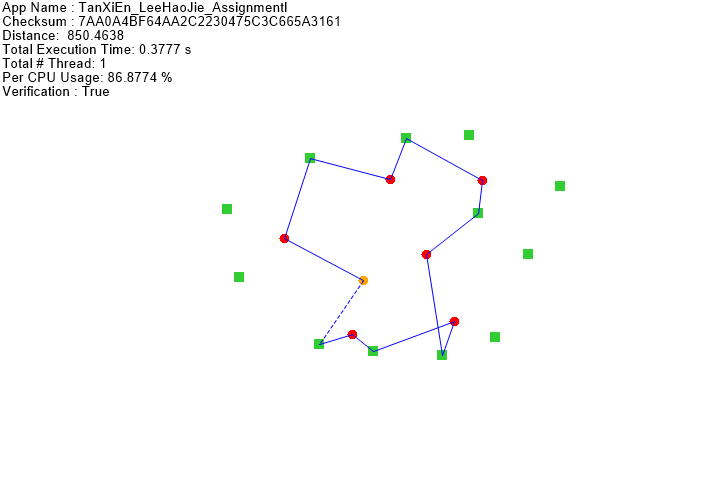 App Name : TanXiEn_LeeHaoJie_AssignmentI
Checksum : 7AA0A4BF64AA2C2230475C3C665A3161
Distance:  850.4638
Total Execution Time: 0.3777 s
Total # Thread: 1
Per CPU Usage: 86.8774 %
Verification : True